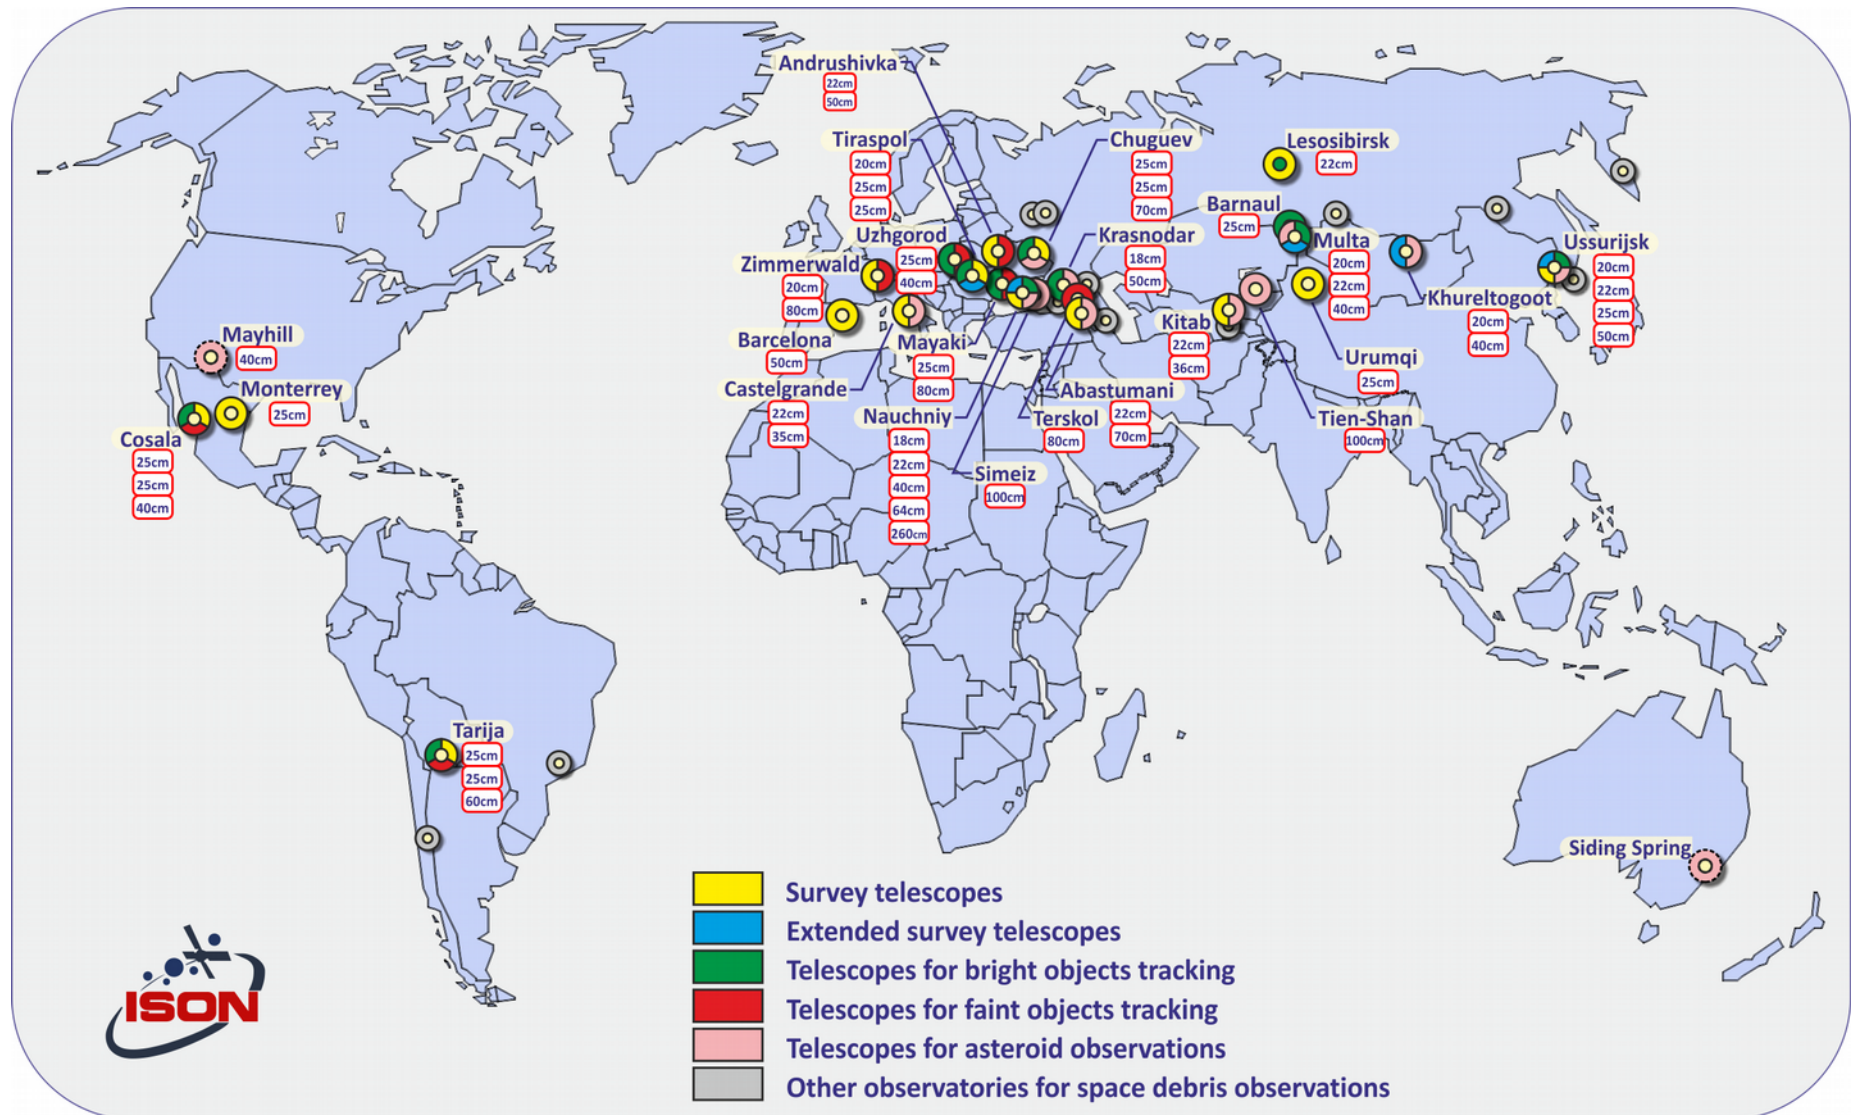 Andrushivka
22cm
50cm
Tiraspol
20cm
25cm
25cm
Chuguev
25cm
25cm
70cm
Lesosibirsk
22cm
Barnaul
25cm
Uzhgorod
25cm
40cm
Krasnodar
18cm
50cm
Multa
20cm
22cm
40cm
Ussurijsk
20cm
22cm
25cm
50cm
Zimmerwald
20cm
80cm
Khureltogoot
20cm
40cm
Kitab
22cm
36cm
Mayhill
40cm
Barcelona
50cm
Mayaki
25cm
80cm
Urumqi
25cm
Monterrey
25cm
Castelgrande
22cm
35cm
Abastumani
22cm
70cm
Nauchniy
18cm
22cm
40cm
64cm
260cm
Terskol
80cm
Tien-Shan
100cm
Cosala
25cm
25cm
40cm
Simeiz
100cm
Tarija
25cm
25cm
60cm
Siding Spring
Survey telescopes
Extended survey telescopes
Telescopes for bright objects tracking
Telescopes for faint objects tracking
Telescopes for asteroid observations
Other observatories for space debris observations
ISON